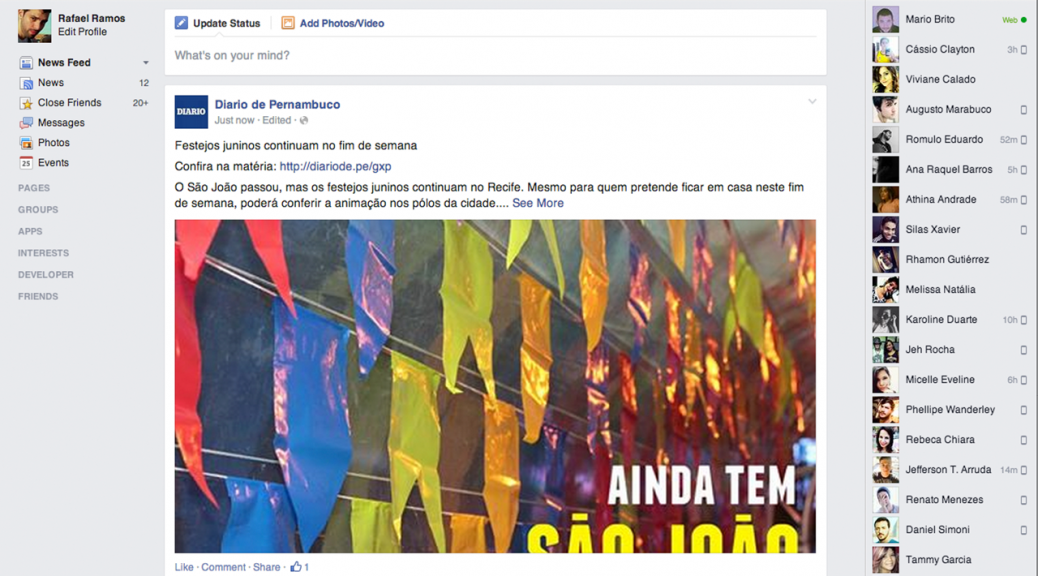 Rafael Ramos
Edit Profile
News Feed
News 12
Close Friends 20+
Messages
Photos
25 Events
PAGES
GROUPS
APPS
INTERESTS
DEVELOPER
FRIENDS
Update Status Add Photos/Video
What's on your mind?
DIARIO
Diario de Pernambuco
Just now · Edited ·
Festejos juninos continuam no fim de semana
Confira na matéria: http://diariode.pe/gxp
O São João passou, mas os festejos juninos continuam no Recife. Mesmo para quem pretende ficar em casa neste fim
de semana, poderá conferir a animação nos pólos da cidade.... See More
AINDA TEM
SÃO JOÃO
Like · Comment · Share · 1
Mario Brito Web
Cássio Clayton 3h
Viviane Calado
Augusto Marabuco
Romulo Eduardo 52m
Ana Raquel Barros 5h
Athina Andrade 58m
Silas Xavier
Rhamon Gutiérrez
Melissa Natália
Karoline Duarte 10h
Jeh Rocha
Micelle Eveline 6h
Phellipe Wanderley
Rebeca Chiara
Jefferson T. Arruda 14m
Renato Menezes
Daniel Simoni
Tammy Garcia